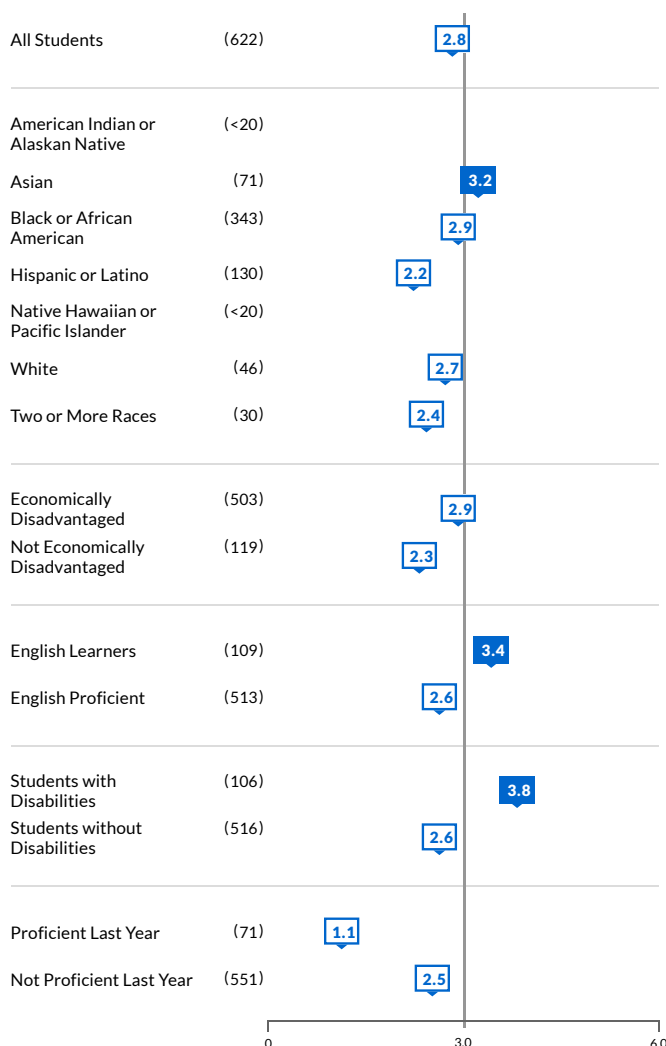 All Students (622) 2.8
American Indian or (<20)
Alaskan Native
Asian (71) 3.2
Black or African (343) 2.9
American
Hispanic or Latino (130) 2.2
Native Hawaiian or (<20)
Pacific Islander
White (46) 2.7
Two or More Races (30) 2.4
Economically (503) 2.9
Disadvantaged
Not Economically (119) 2.3
Disadvantaged
English Learners (109) 3.4
English Proficient (513) 2.6
Students with (106) 3.8
Disabilities
Students without (516) 2.6
Disabilities
Proficient Last Year (71) 1.1
Not Proficient Last Year (551) 2.5
0 3.0 6.0